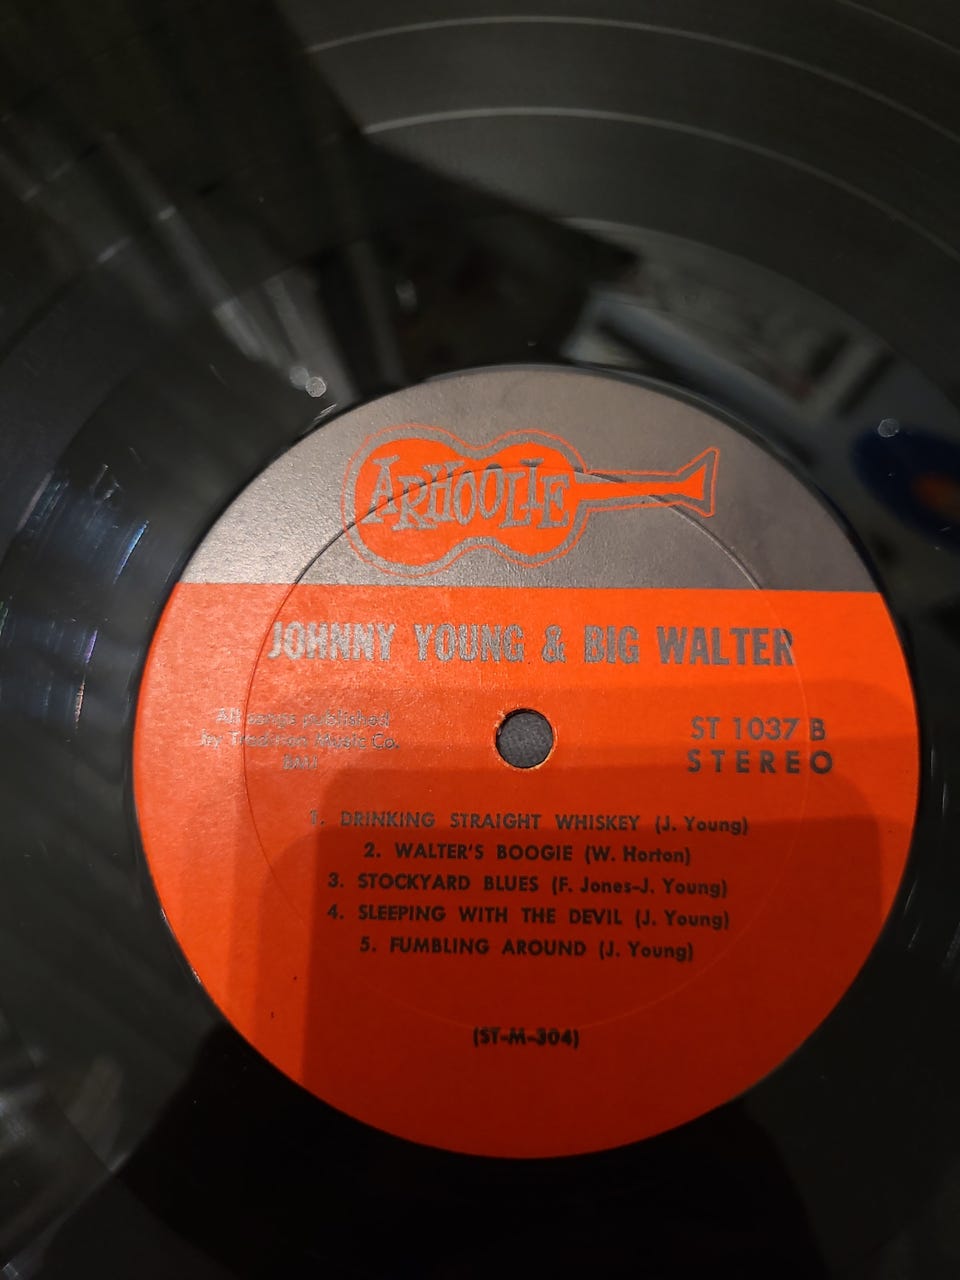 ARHOOLIE
JOHNNY YOUNG & BIG WALTER
All songs published
by Tradition Music Co.
BMI
ST 1037 B
STEREO
1. DRINKING STRAIGHT WHISKEY (J. Young)
2. WALTER'S BOOGIE (W. Horton)
3. STOCKYARD BLUES (F. Jones-J. Young)
4. SLEEPING WITH THE DEVIL (J. Young)
5. FUMBLING AROUND (J. Young)
(ST-M-304)